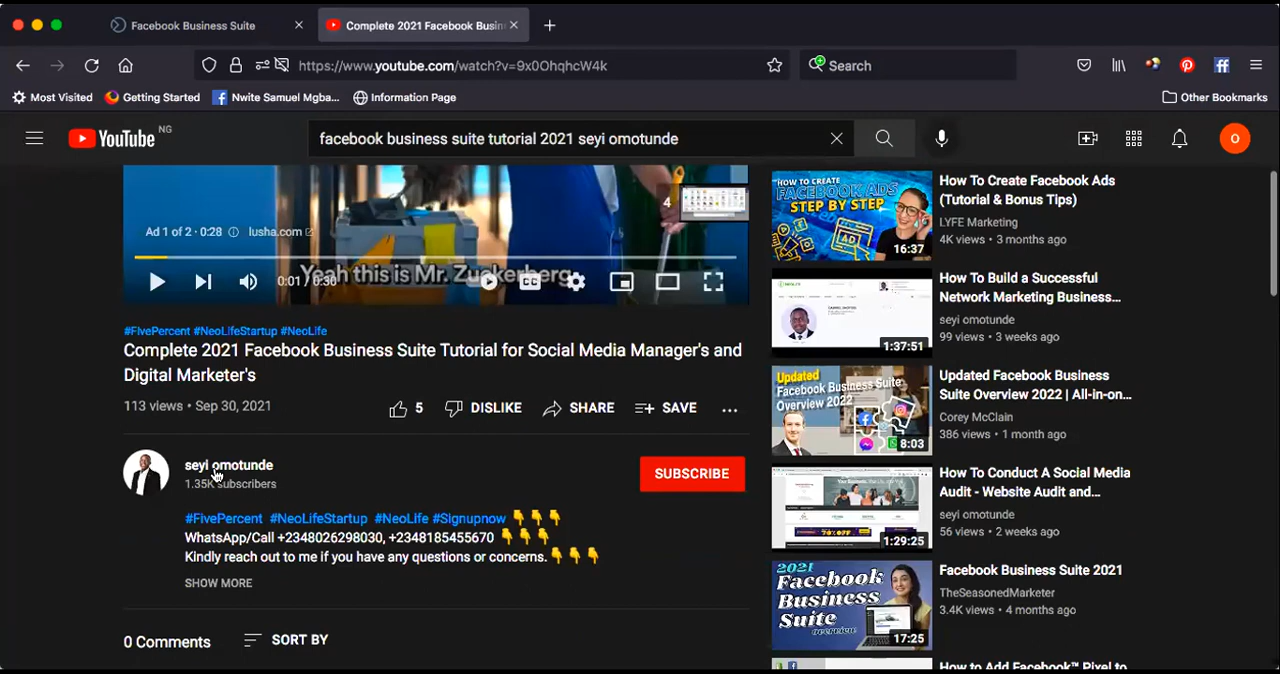 Facebook Business Suite
Complete 2021 Facebook Busin
https://www.youtube.com/watch?v=9x0OhqhcW4k
Search
Most Visited
Getting Started
Nwite Samuel Mgba...
Information Page
Other Bookmarks
YouTube NG
facebook business suite tutorial 2021 seyi omotunde
O
4
Ad 1 of 2 · 0:28
lusha.com
Yeah this is Mr. Zuckerberg
0:01 / 0:30
CC
#FivePercent #NeoLifeStartup #NeoLife
Complete 2021 Facebook Business Suite Tutorial for Social Media Manager's and
Digital Marketer's
113 views • Sep 30, 2021
5
DISLIKE
SHARE
SAVE
seyi omotunde
1.35K subscribers
SUBSCRIBE
#FivePercent #NeoLifeStartup #NeoLife #Signupnow 👇👇👇
WhatsApp/Call +2348026298030, +2348185455670 👇👇👇
Kindly reach out to me if you have any questions or concerns.👇👇👇
SHOW MORE
0 Comments
SORT BY
HOW TO CREATE
FACEBOOK ADS
STEP BY STEP
AD
16:37
How To Create Facebook Ads
(Tutorial & Bonus Tips)
LYFE Marketing
4K views • 3 months ago
1:37:51
How To Build a Successful
Network Marketing Business...
seyi omotunde
99 views • 3 weeks ago
Updated
Facebook Business Suite
Overview 2022
8:03
Updated Facebook Business
Suite Overview 2022 | All-in-on...
Corey McClain
386 views • 1 month ago
1:29:25
How To Conduct A Social Media
Audit - Website Audit and...
seyi omotunde
56 views • 2 weeks ago
2021
Facebook
Business
Suite
overview
17:25
Facebook Business Suite 2021
TheSeasonedMarketer
3.4K views • 4 months ago
How to Add Facebook™ Pixel to